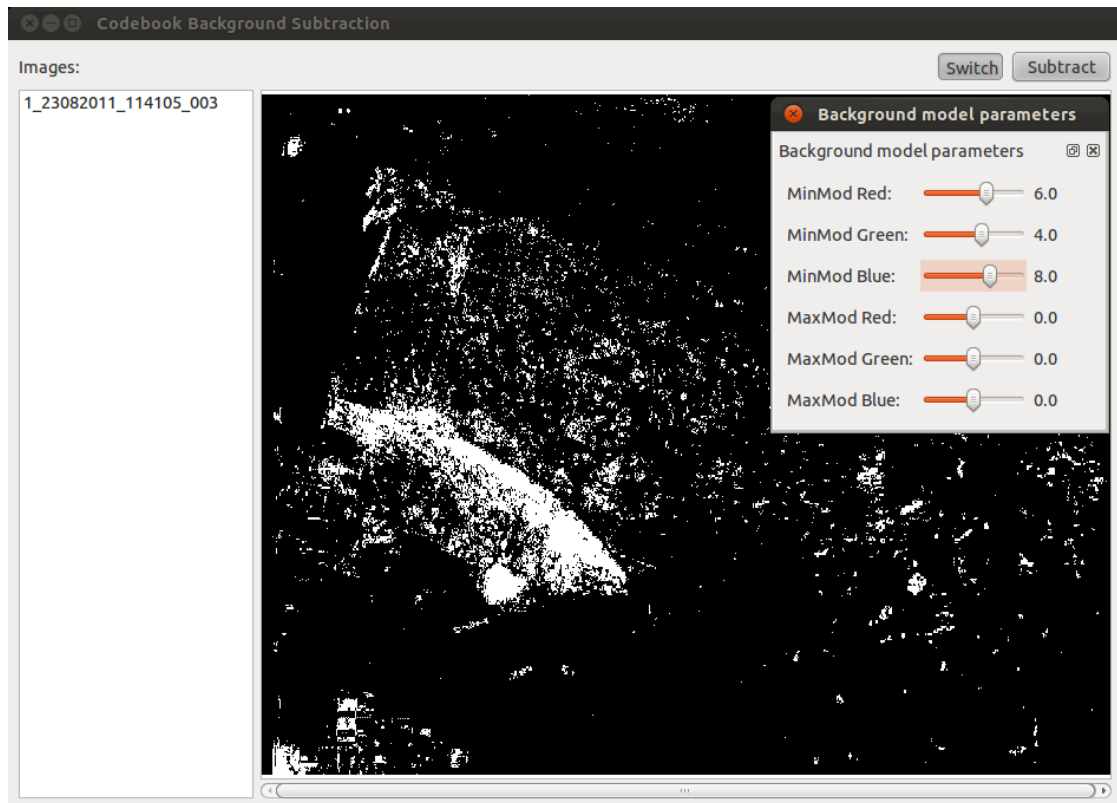 Codebook Background Subtraction
Images:
Switch
Subtract
1_23082011_114105_003
Background model parameters
Background model parameters
MinMod Red: 6.0
MinMod Green: 4.0
MinMod Blue: 8.0
MaxMod Red: 0.0
MaxMod Green: 0.0
MaxMod Blue: 0.0